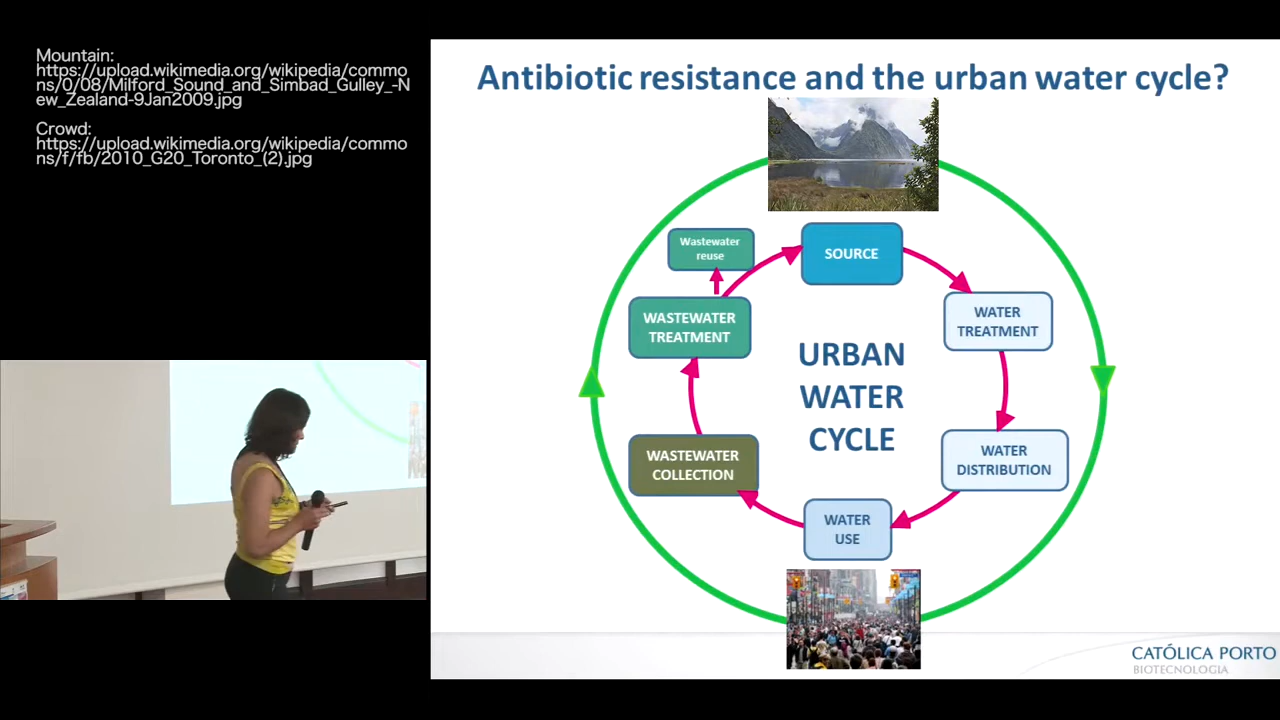 Mountain:
https://upload.wikimedia.org/wikipedia/commo
ns/0/08/Milford_Sound_and_Simbad_Gulley_-N
ew_Zealand-9Jan2009.jpg
Crowd:
https://upload.wikimedia.org/wikipedia/commo
ns/f/fb/2010_G20_Toronto_(2).jpg
Antibiotic resistance and the urban water cycle?
SOURCE
WATER
TREATMENT
WATER
DISTRIBUTION
WATER
USE
WASTEWATER
COLLECTION
WASTEWATER
TREATMENT
Wastewater
reuse
URBAN
WATER
CYCLE
CATÓLICA PORTO
BIOTECNOLOGIA